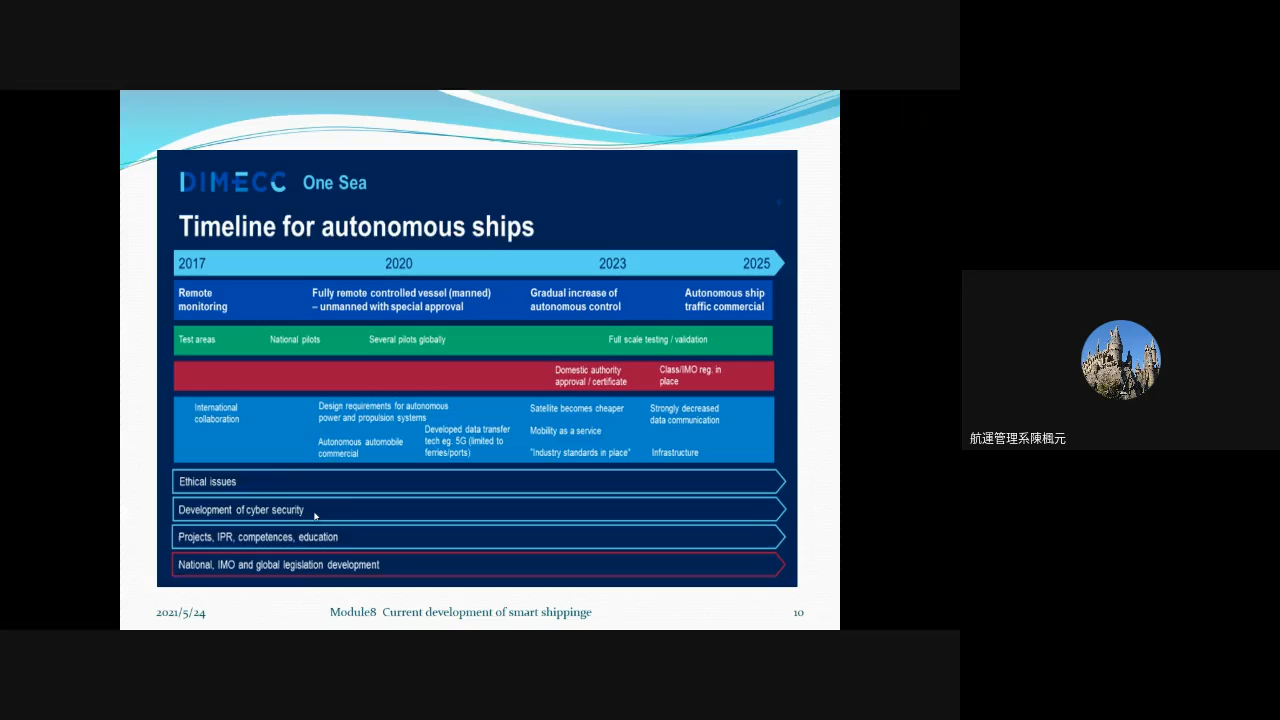 DIMECC One Sea
Timeline for autonomous ships
2017 2020 2023 2025
Remote
monitoring
Fully remote controlled vessel (manned)
– unmanned with special approval
Gradual increase of
autonomous control
Autonomous ship
traffic commercial
Test areas National pilots Several pilots globally Full scale testing / validation
Domestic authority
approval / certificate
Class/IMO reg. in
place
International
collaboration
Design requirements for autonomous
power and propulsion systems
Autonomous automobile
commercial
Developed data transfer
tech eg. 5G (limited to
ferries/ports)
Satellite becomes cheaper
Mobility as a service
"Industry standards in place"
Strongly decreased
data communication
Infrastructure
Ethical issues
Development of cyber security
Projects, IPR, competences, education
National, IMO and global legislation development
2021/5/24 Module8 Current development of smart shippinge 10
航運管理系陳楓元